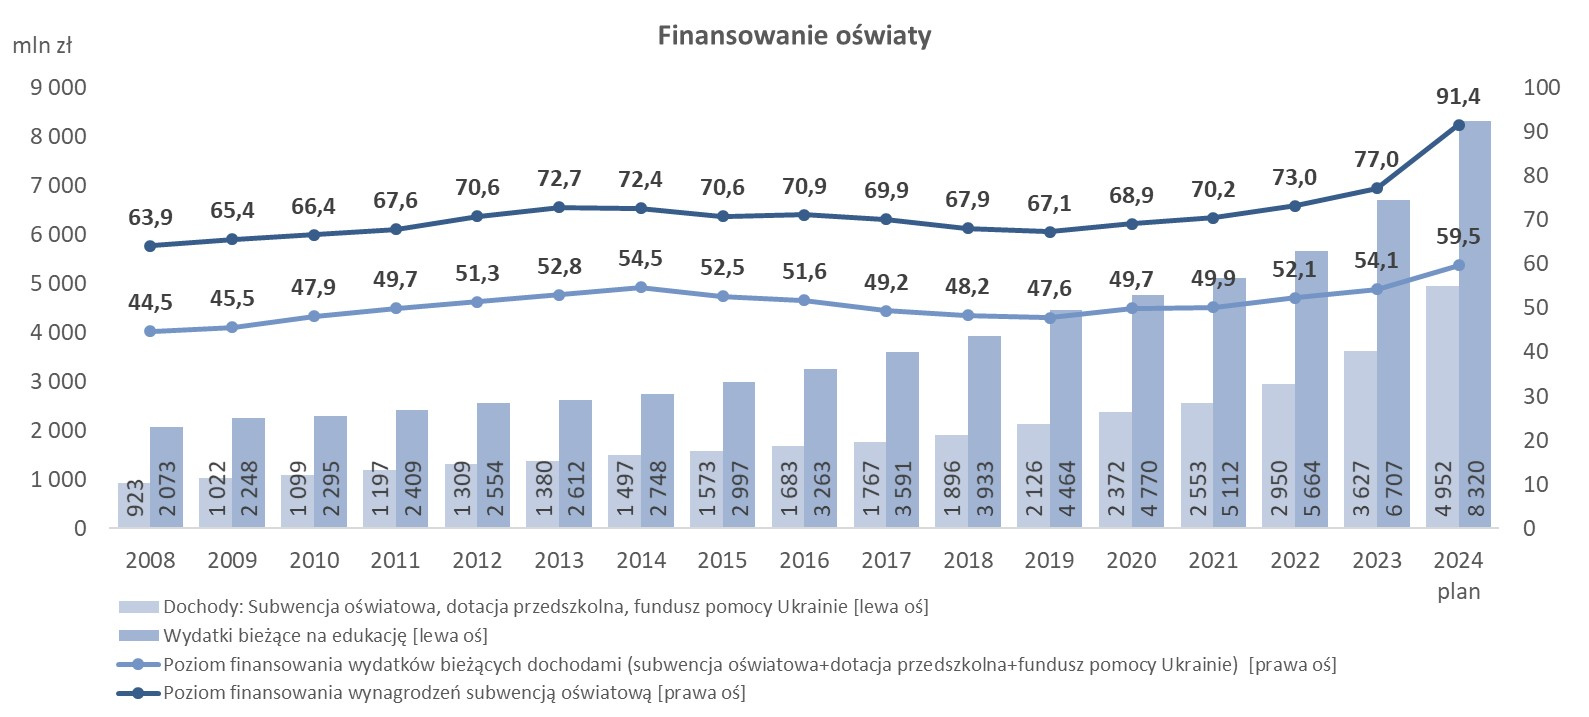 Finansowanie oświaty
mln zł
9 000
8 000
7 000
6 000
5 000
4 000
3 000
2 000
1 000
0
100
90
80
70
60
50
40
30
20
10
0
63,9 65,4 66,4 67,6 70,6 72,7 72,4 70,6 70,9 69,9 67,9 67,1 68,9 70,2 73,0 77,0 91,4
44,5 45,5 47,9 49,7 51,3 52,8 54,5 52,5 51,6 49,2 48,2 47,6 49,7 49,9 52,1 54,1 59,5
923 2 073 1 022 2 248 1 099 2 295 1 197 2 409 1 309 2 554 1 380 2 612 1 497 2 748 1 573 2 997 1 683 3 263 1 767 3 591 1 896 3 933 2 126 4 464 2 372 4 770 2 553 5 112 2 950 5 664 3 627 6 707 4 952 8 320
2008 2009 2010 2011 2012 2013 2014 2015 2016 2017 2018 2019 2020 2021 2022 2023 2024
plan
Dochody: Subwencja oświatowa, dotacja przedszkolna, fundusz pomocy Ukrainie [lewa oś]
Wydatki bieżące na edukację [lewa oś]
Poziom finansowania wydatków bieżących dochodami (subwencja oświatowa+dotacja przedszkolna+fundusz pomocy Ukrainie) [prawa oś]
Poziom finansowania wynagrodzeń subwencją oświatową [prawa oś]